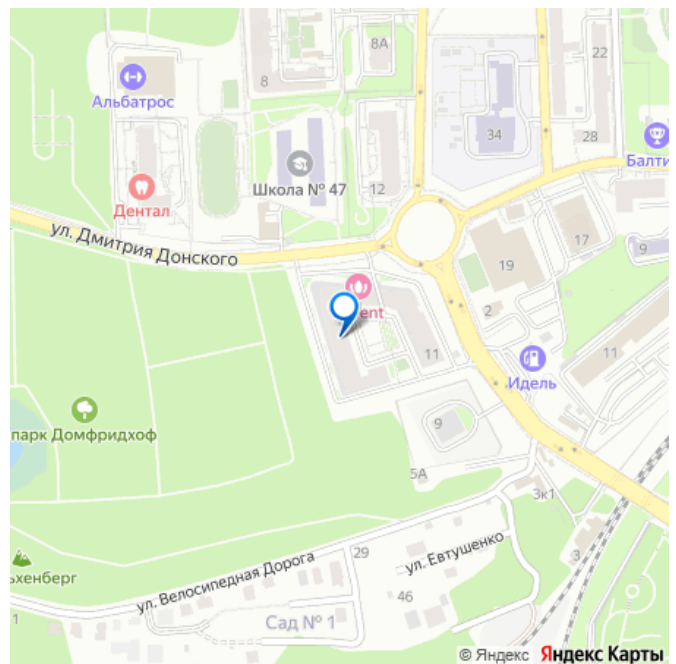 8А
22
8
Альбатрос
34
28
Балти
Школа № 47
12
Дентал
ул. Дмитрия Донского
17
9
19
ent
2
11
11
Идель
парк Домфридхоф
9
5А
3к1
3
ул. Евтушенко
29
ьхенберг
ул. Велосипедная Дорога
46
1
Сад № 1
© Яндекс Яндекс Карты